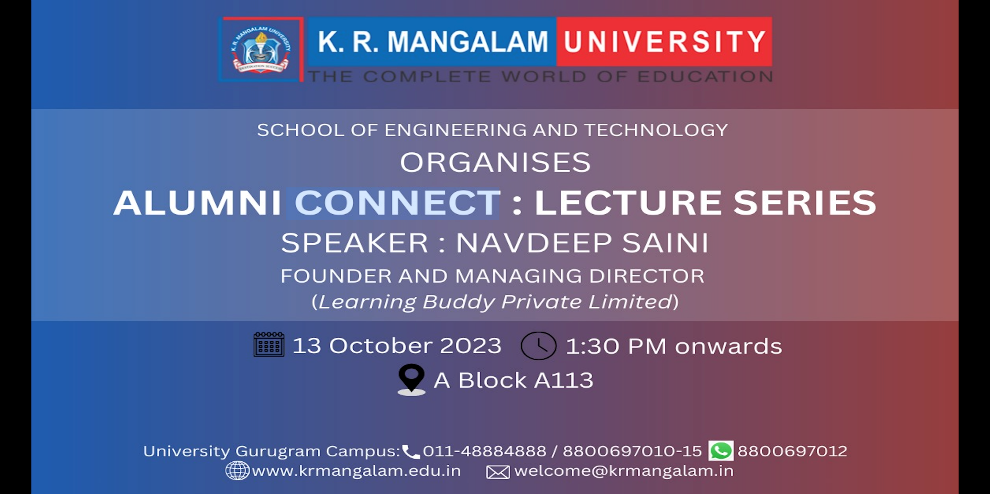 K. R. MANGALAM UNIVERSITY
THE COMPLETE WORLD OF EDUCATION
SCHOOL OF ENGINEERING AND TECHNOLOGY
ORGANISES
ALUMNI CONNECT : LECTURE SERIES
SPEAKER : NAVDEEP SAINI
FOUNDER AND MANAGING DIRECTOR
(Learning Buddy Private Limited)
13 October 2023 1:30 PM onwards
A Block A113
University Gurugram Campus: 011-48884888 / 8800697010-15 8800697012
www.krmangalam.edu.in welcome@krmangalam.in